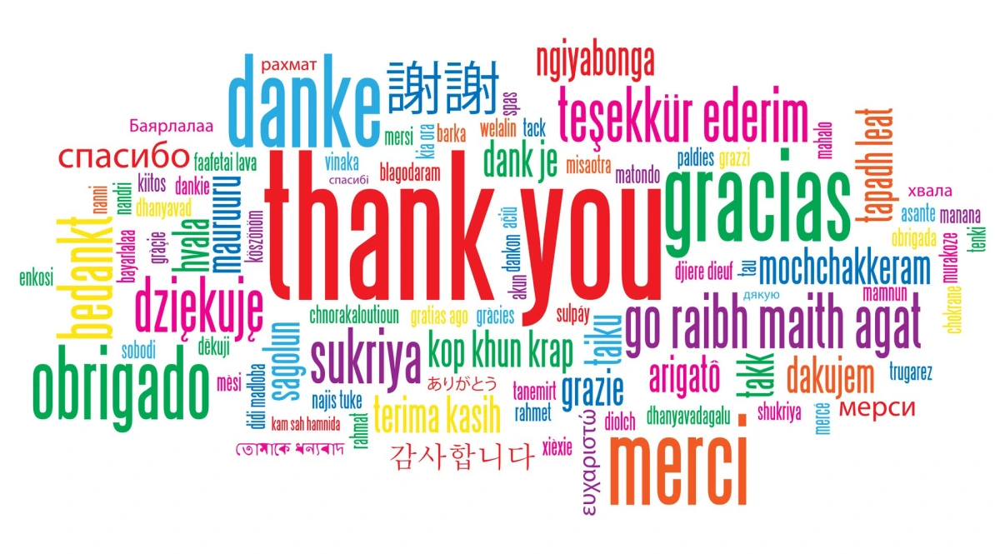 ngiyabonga
рахмат
danke
謝謝
teşekkür ederim
spas
tapadh leat
Баярлалаа
mersi
kia ora
barka
welalin
tack
mahalo
спасибо
faafetai lava
vinaka
dank je
misaotra
paldies
grazzi
gracias
kiitos
dankie
спасибі
blagodaram
matondo
хвала
nanni
nandri
dhanyavad
mauruuru
thank you
asante
manana
bedankt
bayarlalaa
gràçie
hvala
köszönöm
akun
dankon
ačiū
obrigada
murakoze
tenki
enkosi
djiere dieuf
tau
mochchakkeram
dziękuję
дякую
mamnun
chokrane
chnorakaloutioun
gratias ago
gràcies
sulpáy
go raibh maith agat
sobodi
děkuji
sagolun
sukriya
kop khun krap
taiku
obrigado
mèsi
didi madloba
ありがとう
arigatô
takk
dakujem
trugarez
najis tuke
terima kasih
tanemirt
rahmet
grazie
kam sah hamnida
rahmat
diolch
dhanyavadagalu
shukriya
merce
мерси
তোমাকে ধন্যবাদ
감사합니다
xièxie
ευχαριστώ
merci